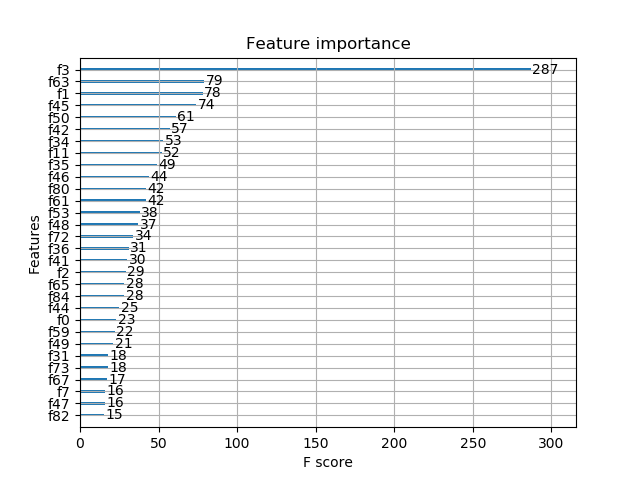 Feature importance
f3 287
f63 79
f1 78
f45 74
f50 61
f42 57
f34 53
f11 52
f35 49
f46 44
f80 42
f61 42
f53 38
f48 37
f72 34
f36 31
f41 30
f2 29
f65 28
f84 28
f44 25
f0 23
f59 22
f49 21
f31 18
f73 18
f67 17
f7 16
f47 16
f82 15
Features
0 50 100 150 200 250 300
F score